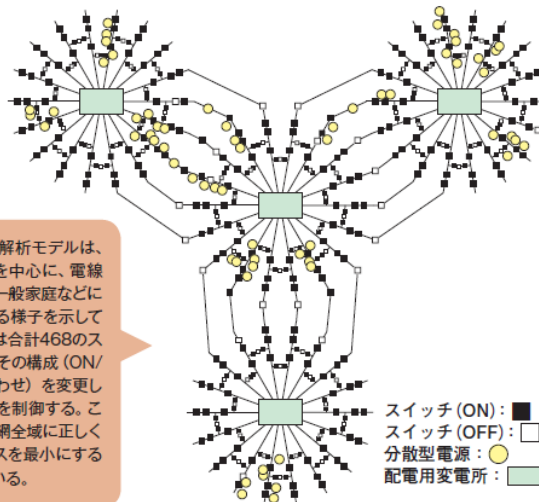 解析モデルは、
を中心に、電線
一般家庭などに
る様子を示して
は合計468のス
その構成（ON/
わせ）を変更し
を制御する。こ
網全域に正しく
スを最小にする
いる。
スイッチ（ON）：
スイッチ（OFF）：
分散型電源：
配電用変電所：